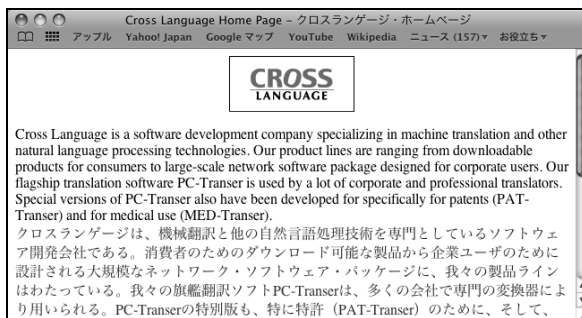 Cross Language Home Page – クロスランゲージ・ホームページ
アップル Yahoo! Japan Google マップ YouTube Wikipedia ニュース (157)▾ お役立ち▾
CROSS
LANGUAGE
Cross Language is a software development company specializing in machine translation and other
natural language processing technologies. Our product lines are ranging from downloadable
products for consumers to large-scale network software package designed for corporate users. Our
flagship translation software PC-Transer is used by a lot of corporate and professional translators.
Special versions of PC-Transer also have been developed for specifically for patents (PAT-
Transer) and for medical use (MED-Transer).
クロスランゲージは、機械翻訳と他の自然言語処理技術を専門としているソフトウェ
ア開発会社である。消費者のためのダウンロード可能な製品から企業ユーザのために
設計される大規模なネットワーク・ソフトウェア・パッケージに、我々の製品ライン
はわたっている。我々の旗艦翻訳ソフトPC-Transerは、多くの会社で専門の変換器によ
り用いられる。PC-Transerの特別版も、特に特許（PAT-Transer）のために、そして、